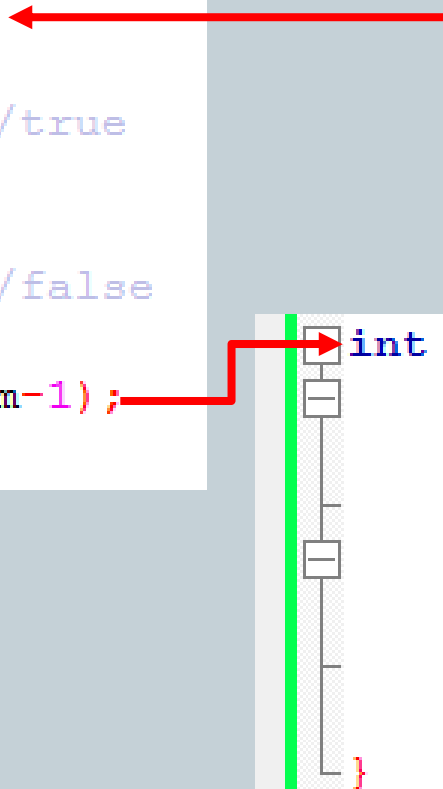 /true
/false
int
m-1);
}